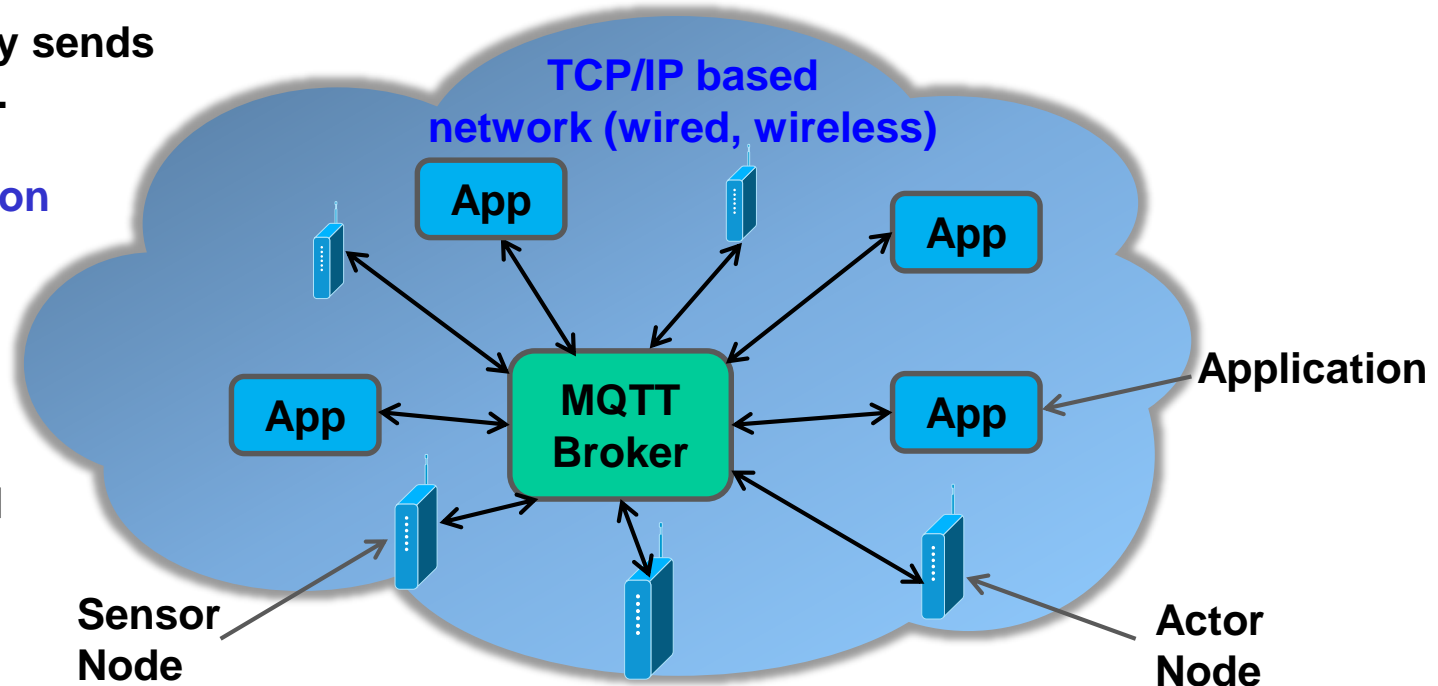 y sends
.
on
TCP/IP based
network (wired, wireless)
App
App
App
App
MQTT
Broker
Application
Sensor
Node
Actor
Node